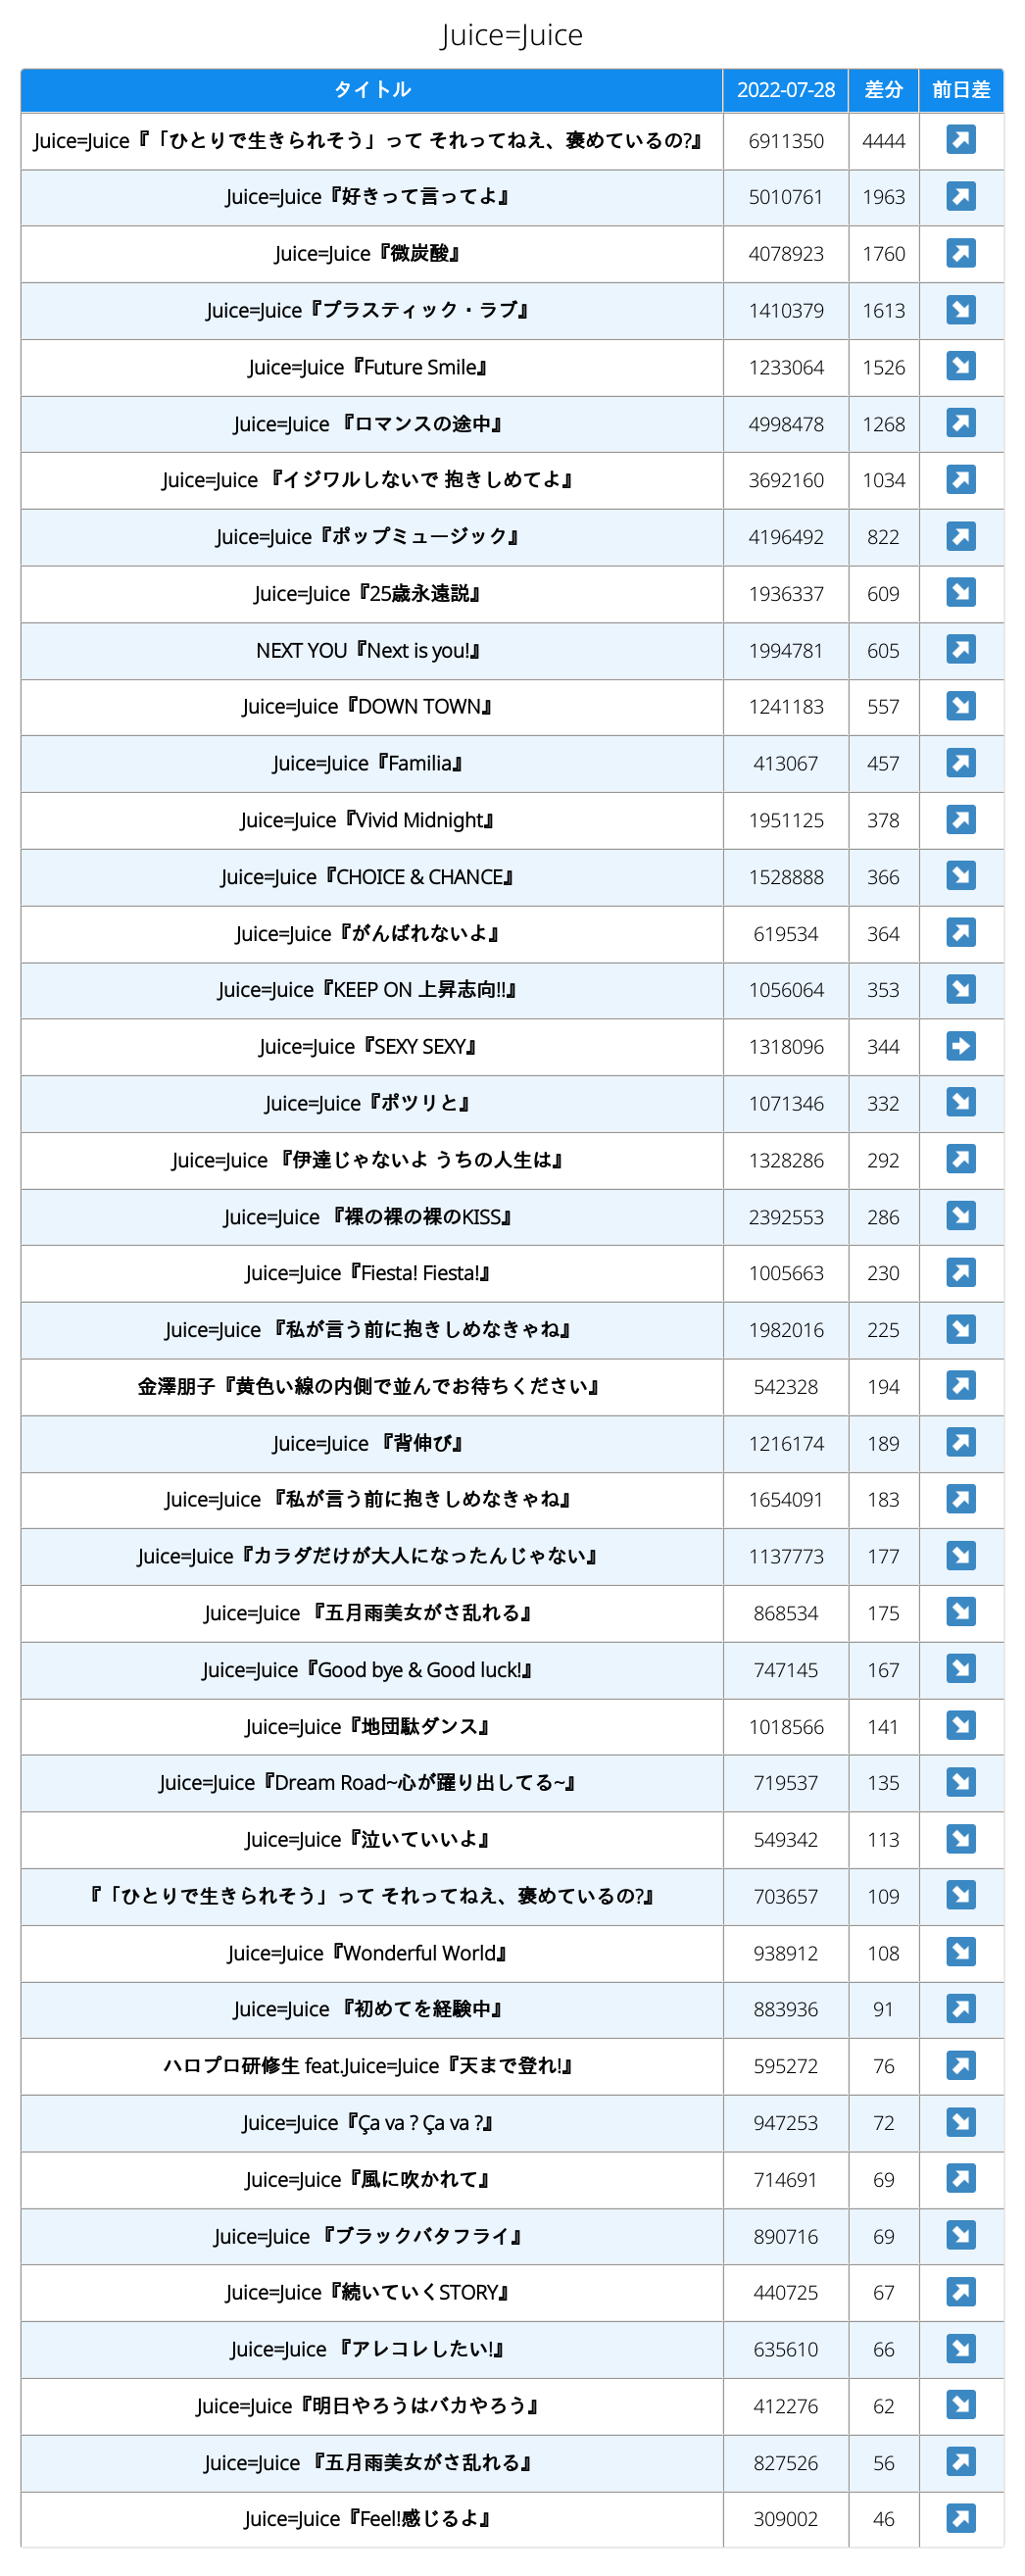 Juice=Juice
タイトル 2022-07-28 差分 前日差
Juice=Juice『「ひとりで生きられそう」って それってねえ、褒めているの?』 6911350 4444 ↗
Juice=Juice『好きって言ってよ』 5010761 1963 ↗
Juice=Juice『微炭酸』 4078923 1760 ↗
Juice=Juice『プラスティック・ラブ』 1410379 1613 ↘
Juice=Juice『Future Smile』 1233064 1526 ↘
Juice=Juice 『ロマンスの途中』 4998478 1268 ↗
Juice=Juice 『イジワルしないで 抱きしめてよ』 3692160 1034 ↗
Juice=Juice『ポップミュージック』 4196492 822 ↗
Juice=Juice『25歳永遠説』 1936337 609 ↘
NEXT YOU『Next is you!』 1994781 605 ↗
Juice=Juice『DOWN TOWN』 1241183 557 ↘
Juice=Juice『Familia』 413067 457 ↗
Juice=Juice『Vivid Midnight』 1951125 378 ↗
Juice=Juice『CHOICE & CHANCE』 1528888 366 ↘
Juice=Juice『がんばれないよ』 619534 364 ↗
Juice=Juice『KEEP ON 上昇志向!!』 1056064 353 ↘
Juice=Juice『SEXY SEXY』 1318096 344 ➡
Juice=Juice『ポツリと』 1071346 332 ↘
Juice=Juice 『伊達じゃないよ うちの人生は』 1328286 292 ↗
Juice=Juice 『裸の裸の裸のKISS』 2392553 286 ↘
Juice=Juice『Fiesta! Fiesta!』 1005663 230 ↗
Juice=Juice 『私が言う前に抱きしめなきゃね』 1982016 225 ↘
金澤朋子『黄色い線の内側で並んでお待ちください』 542328 194 ↗
Juice=Juice 『背伸び』 1216174 189 ↗
Juice=Juice 『私が言う前に抱きしめなきゃね』 1654091 183 ↗
Juice=Juice『カラダだけが大人になったんじゃない』 1137773 177 ↘
Juice=Juice 『五月雨美女がさ乱れる』 868534 175 ↘
Juice=Juice『Good bye & Good luck!』 747145 167 ↘
Juice=Juice『地団駄ダンス』 1018566 141 ↘
Juice=Juice『Dream Road~心が躍り出してる~』 719537 135 ↘
Juice=Juice『泣いていいよ』 549342 113 ↘
『「ひとりで生きられそう」って それってねえ、褒めているの?』 703657 109 ↘
Juice=Juice『Wonderful World』 938912 108 ↘
Juice=Juice 『初めてを経験中』 883936 91 ↗
ハロプロ研修生 feat.Juice=Juice『天まで登れ!』 595272 76 ↗
Juice=Juice『Ça va ? Ça va ?』 947253 72 ↘
Juice=Juice『風に吹かれて』 714691 69 ↗
Juice=Juice 『ブラックバタフライ』 890716 69 ↘
Juice=Juice『続いていくSTORY』 440725 67 ↗
Juice=Juice 『アレコレしたい!』 635610 66 ↘
Juice=Juice『明日やろうはバカやろう』 412276 62 ↘
Juice=Juice 『五月雨美女がさ乱れる』 827526 56 ↗
Juice=Juice『Feel!感じるよ』 309002 46 ↗